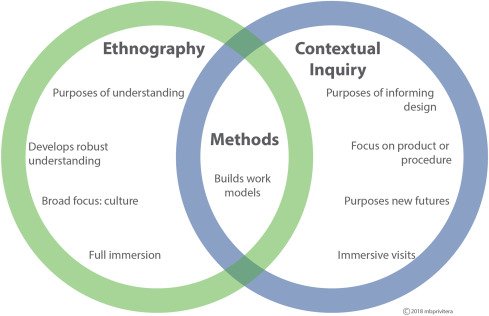 Ethnography
Purposes of understanding
Develops robust
understanding
Broad focus: culture
Full immersion
Methods
Builds work
models
Contextual
Inquiry
Purposes of informing
design
Focus on product or
procedure
Purposes new futures
Immersive visits
© 2018 mbprivitera